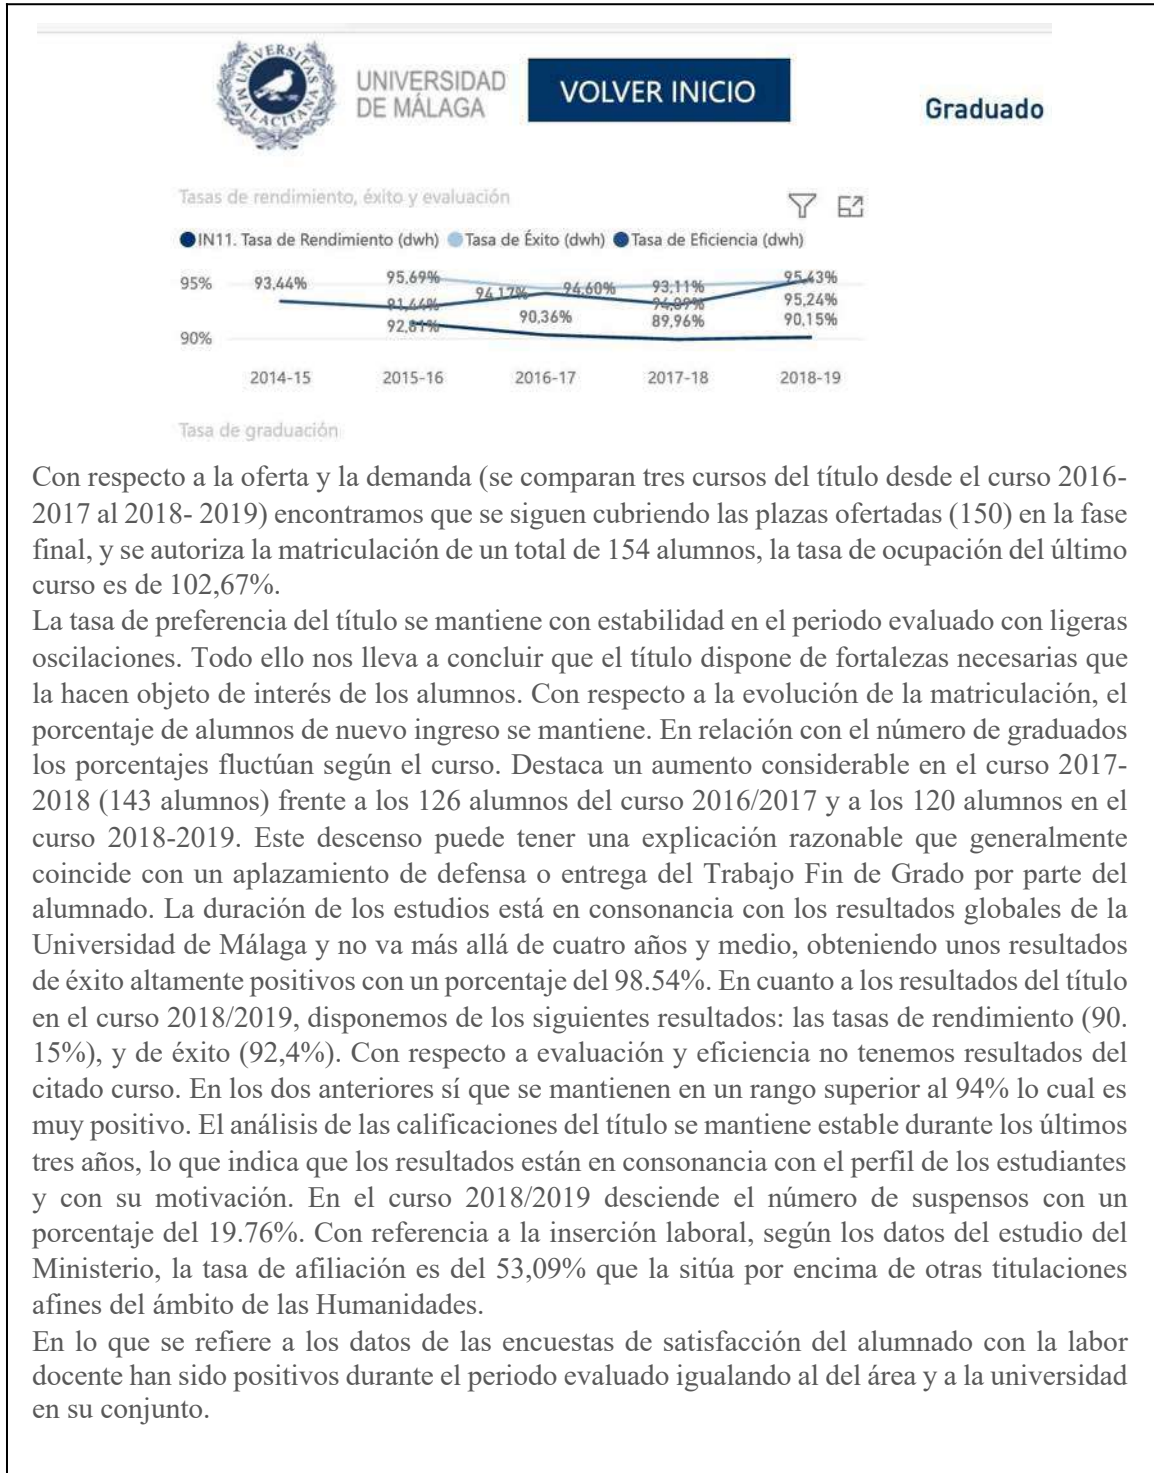 UNIVERSITAS MALACITANA
UNIVERSIDAD
DE MÁLAGA
VOLVER INICIO
Graduado
Tasas de rendimiento, éxito y evaluación
IN11. Tasa de Rendimiento (dwh) Tasa de Éxito (dwh) Tasa de Eficiencia (dwh)
95% 93,44% 95,69% 94,17% 94,60% 93,11% 95,43%
91,44% 94,89% 95,24%
92,81% 90,36% 89,96% 90,15%
90%
2014-15 2015-16 2016-17 2017-18 2018-19
Tasa de graduación
Con respecto a la oferta y la demanda (se comparan tres cursos del título desde el curso 2016-
2017 al 2018- 2019) encontramos que se siguen cubriendo las plazas ofertadas (150) en la fase
final, y se autoriza la matriculación de un total de 154 alumnos, la tasa de ocupación del último
curso es de 102,67%.
La tasa de preferencia del título se mantiene con estabilidad en el periodo evaluado con ligeras
oscilaciones. Todo ello nos lleva a concluir que el título dispone de fortalezas necesarias que
la hacen objeto de interés de los alumnos. Con respecto a la evolución de la matriculación, el
porcentaje de alumnos de nuevo ingreso se mantiene. En relación con el número de graduados
los porcentajes fluctúan según el curso. Destaca un aumento considerable en el curso 2017-
2018 (143 alumnos) frente a los 126 alumnos del curso 2016/2017 y a los 120 alumnos en el
curso 2018-2019. Este descenso puede tener una explicación razonable que generalmente
coincide con un aplazamiento de defensa o entrega del Trabajo Fin de Grado por parte del
alumnado. La duración de los estudios está en consonancia con los resultados globales de la
Universidad de Málaga y no va más allá de cuatro años y medio, obteniendo unos resultados
de éxito altamente positivos con un porcentaje del 98.54%. En cuanto a los resultados del título
en el curso 2018/2019, disponemos de los siguientes resultados: las tasas de rendimiento (90.
15%), y de éxito (92,4%). Con respecto a evaluación y eficiencia no tenemos resultados del
citado curso. En los dos anteriores sí que se mantienen en un rango superior al 94% lo cual es
muy positivo. El análisis de las calificaciones del título se mantiene estable durante los últimos
tres años, lo que indica que los resultados están en consonancia con el perfil de los estudiantes
y con su motivación. En el curso 2018/2019 desciende el número de suspensos con un
porcentaje del 19.76%. Con referencia a la inserción laboral, según los datos del estudio del
Ministerio, la tasa de afiliación es del 53,09% que la sitúa por encima de otras titulaciones
afines del ámbito de las Humanidades.
En lo que se refiere a los datos de las encuestas de satisfacción del alumnado con la labor
docente han sido positivos durante el periodo evaluado igualando al del área y a la universidad
en su conjunto.